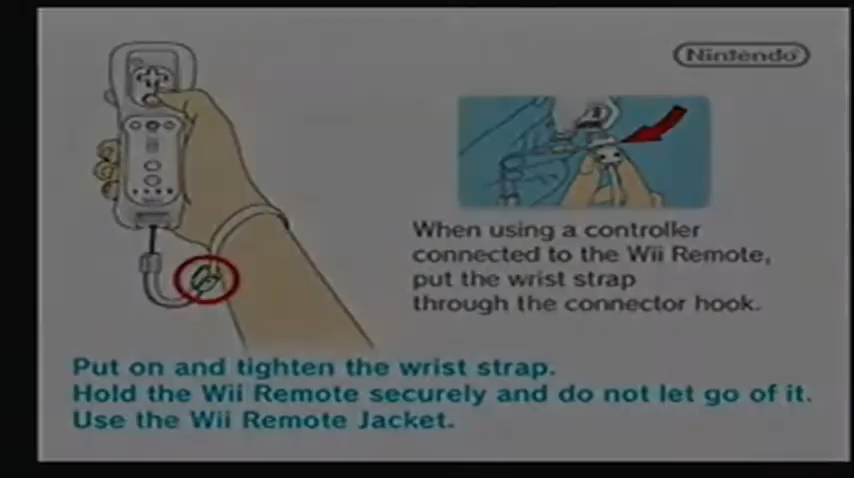 Nintendo
When using a controller
connected to the Wii Remote,
put the wrist strap
through the connector hook.
Put on and tighten the wrist strap.
Hold the Wii Remote securely and do not let go of it.
Use the Wii Remote Jacket.